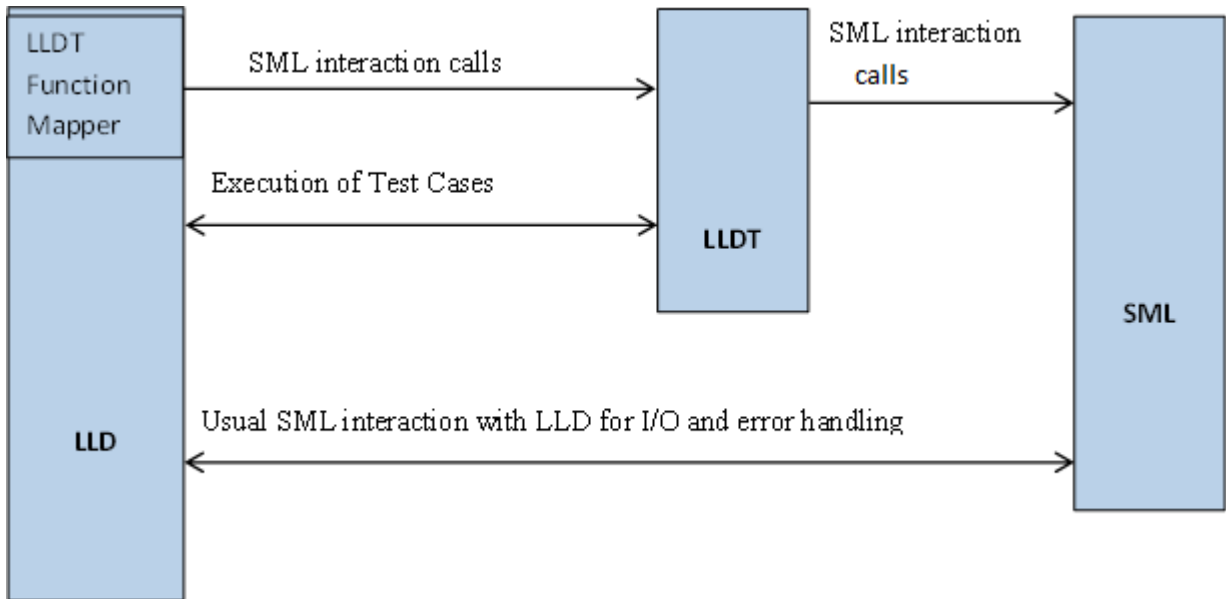 LLDT
Function
Mapper
SML interaction calls
SML interaction
calls
Execution of Test Cases
LLDT
SML
Usual SML interaction with LLD for I/O and error handling
LLD